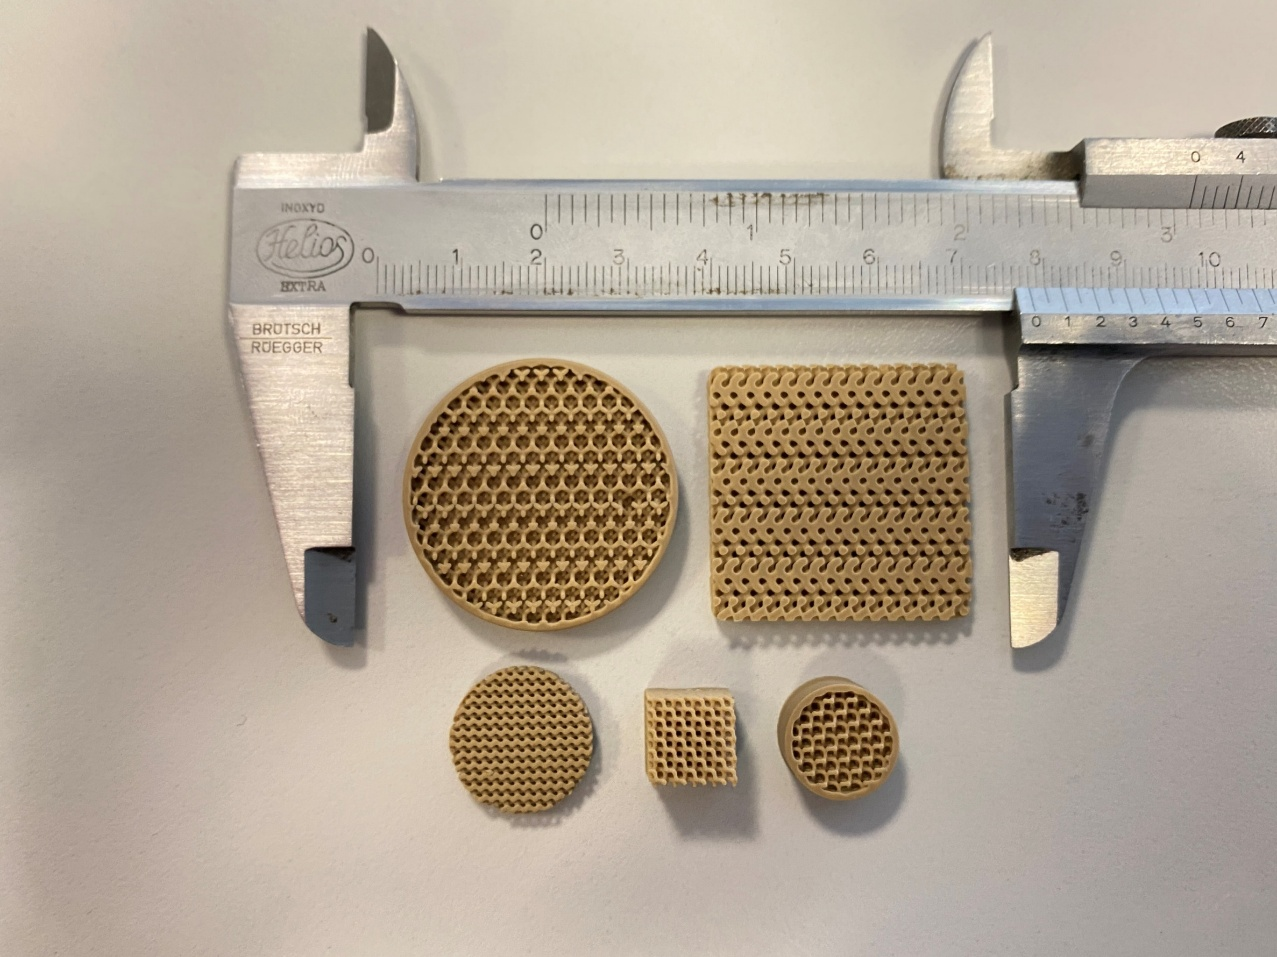 0 4
INOXYD
Helios
EXTRA
0 1 2 3
0 1 2 3 4 5 6 7 8 9 10
BRÜTSCH
RÜEGGER
0 1 2 3 4 5 6 7